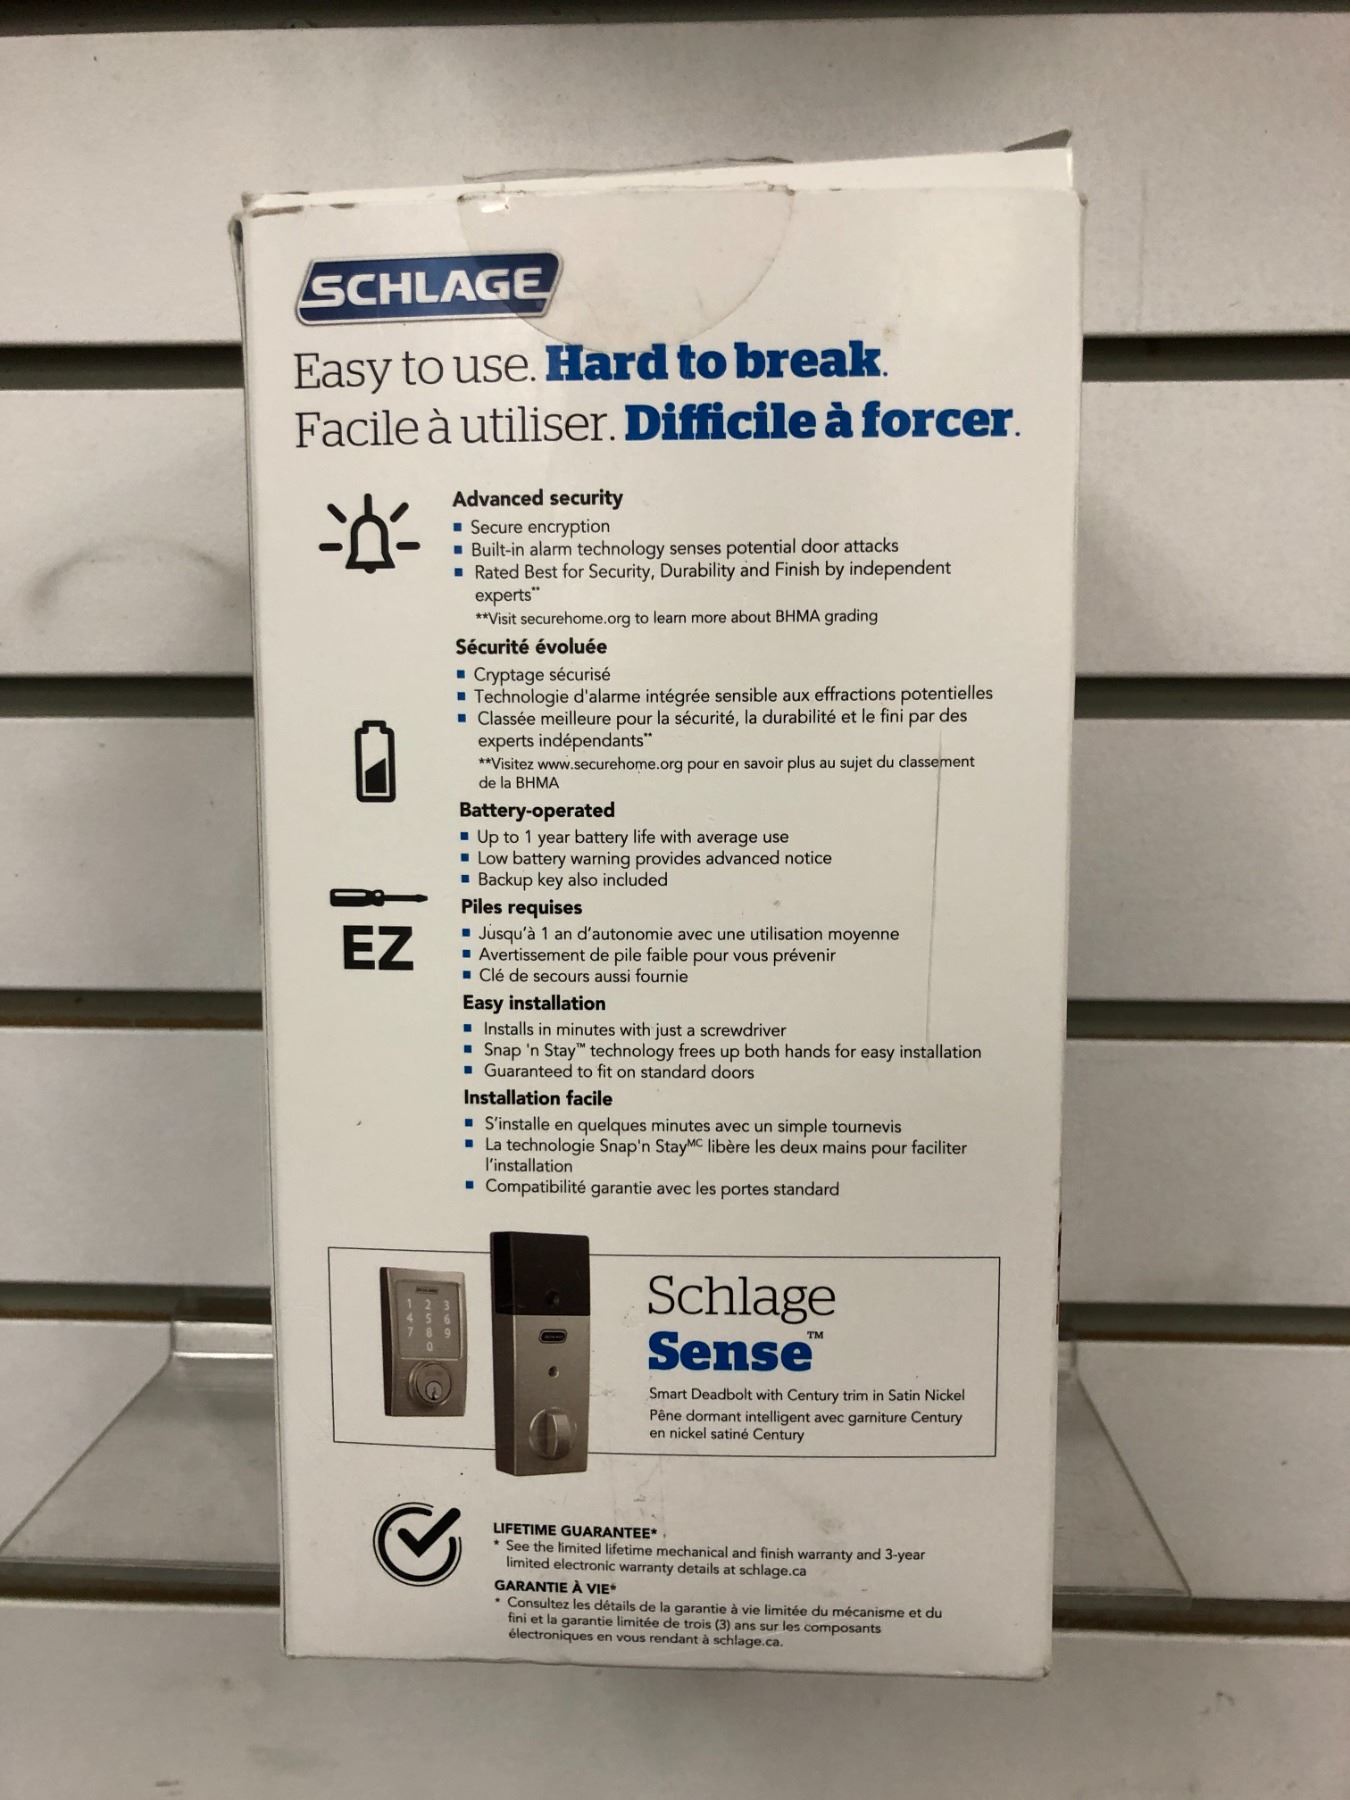 SCHLAGE
Easy to use. Hard to break.
Facile à utiliser. Difficile à forcer.
Advanced security
▪ Secure encryption
▪ Built-in alarm technology senses potential door attacks
▪ Rated Best for Security, Durability and Finish by independent
experts**
**Visit securehome.org to learn more about BHMA grading
Sécurité évoluée
▪ Cryptage sécurisé
▪ Technologie d'alarme intégrée sensible aux effractions potentielles
▪ Classée meilleure pour la sécurité, la durabilité et le fini par des
experts indépendants**
**Visitez www.securehome.org pour en savoir plus au sujet du classement
de la BHMA
Battery-operated
▪ Up to 1 year battery life with average use
▪ Low battery warning provides advanced notice
▪ Backup key also included
EZ
Piles requises
▪ Jusqu'à 1 an d'autonomie avec une utilisation moyenne
▪ Avertissement de pile faible pour vous prévenir
▪ Clé de secours aussi fournie
Easy installation
▪ Installs in minutes with just a screwdriver
▪ Snap 'n Stay™ technology frees up both hands for easy installation
▪ Guaranteed to fit on standard doors
Installation facile
▪ S'installe en quelques minutes avec un simple tournevis
▪ La technologie Snap'n Stayᴹᶜ libère les deux mains pour faciliter
l'installation
▪ Compatibilité garantie avec les portes standard
SCHLAGE
1 2 3
4 5 6
7 8 9
0
SCHLAGE
Schlage
Sense™
Smart Deadbolt with Century trim in Satin Nickel
Pêne dormant intelligent avec garniture Century
en nickel satiné Century
LIFETIME GUARANTEE*
* See the limited lifetime mechanical and finish warranty and 3-year
limited electronic warranty details at schlage.ca
GARANTIE À VIE*
* Consultez les détails de la garantie à vie limitée du mécanisme et du
fini et la garantie limitée de trois (3) ans sur les composants
électroniques en vous rendant à schlage.ca.